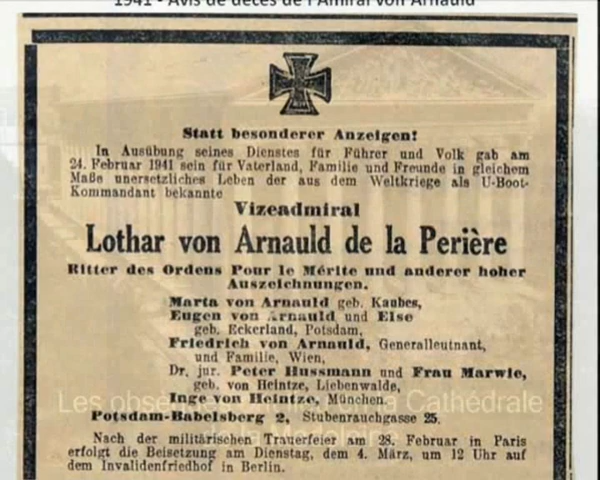 1941 - Avis de décès de l'Amiral von Arnauld
Statt besonderer Anzeigen!
In Ausübung seines Dienstes für Führer und Volk gab am
24. Februar 1941 sein für Vaterland, Familie und Freunde in gleichem
Maße unersetzliches Leben der aus dem Weltkriege als U-Boot-
Kommandant bekannte
Vizeadmiral
Lothar von Arnauld de la Perière
Ritter des Ordens Pour le Mérite und anderer hoher
Auszeichnungen.
Marta von Arnauld geb. Kaubes,
Eugen von Arnauld und Else
geb. Eckerland, Potsdam,
Friedrich von Arnauld, Generalleutnant,
und Familie, Wien,
Dr. jur. Peter Hussmann und Frau Marwie,
geb. von Heintze, Liebenwalde,
Inge von Heintze, München.
Les obsè Cathédrale
Potsdam-Babelsberg 2, Stubenrauchgasse 25.
Nach der militärischen Trauerfeier am 28. Februar in Paris
erfolgt die Beisetzung am Dienstag, dem 4. März, um 12 Uhr auf
dem Invalidenfriedhof in Berlin.